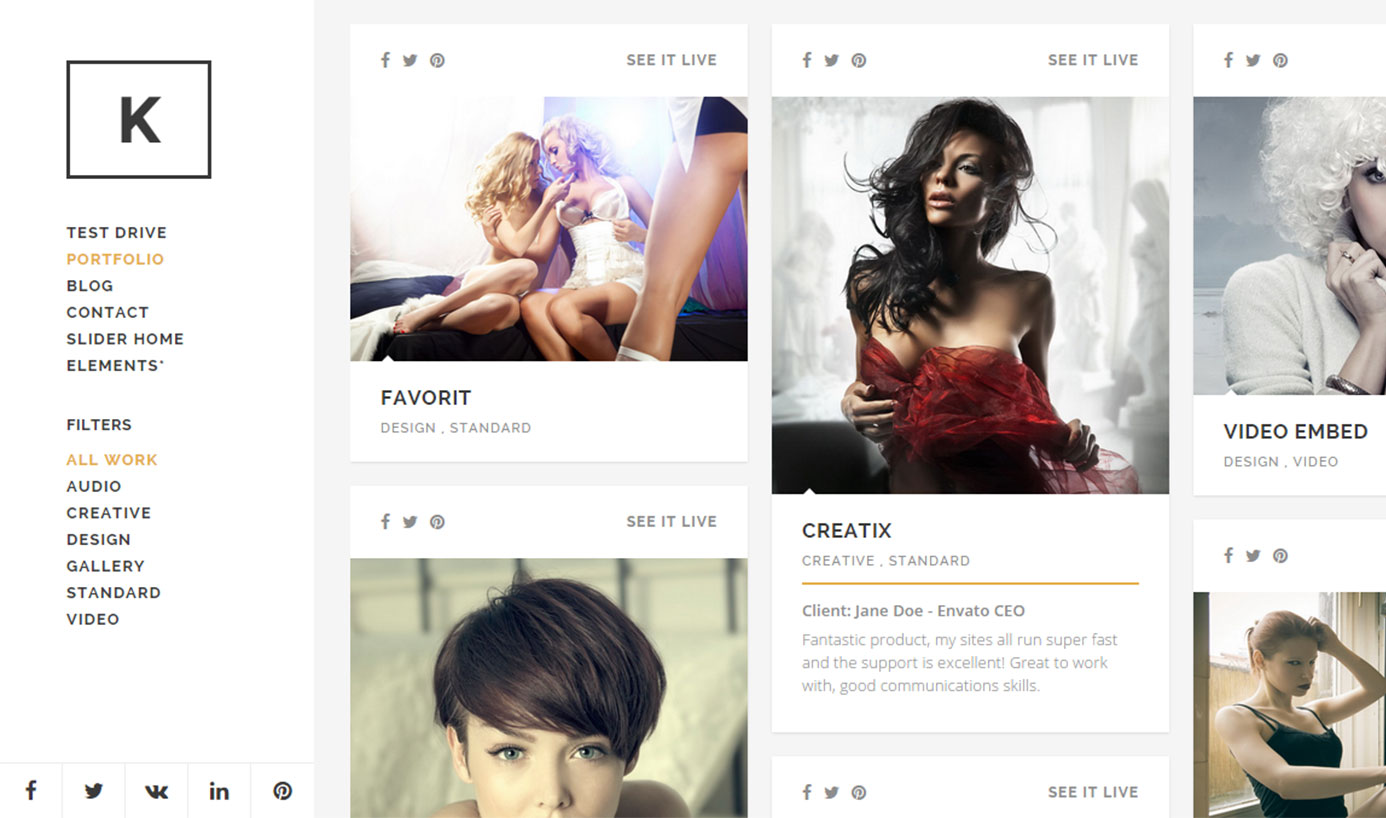 K
TEST DRIVE
PORTFOLIO
BLOG
CONTACT
SLIDER HOME
ELEMENTS*
FILTERS
ALL WORK
AUDIO
CREATIVE
DESIGN
GALLERY
STANDARD
VIDEO
SEE IT LIVE
FAVORIT
DESIGN , STANDARD
SEE IT LIVE
SEE IT LIVE
CREATIX
CREATIVE , STANDARD
Client: Jane Doe - Envato CEO
Fantastic product, my sites all run super fast
and the support is excellent! Great to work
with, good communications skills.
SEE IT LIVE
VIDEO EMBED
DESIGN , VIDEO